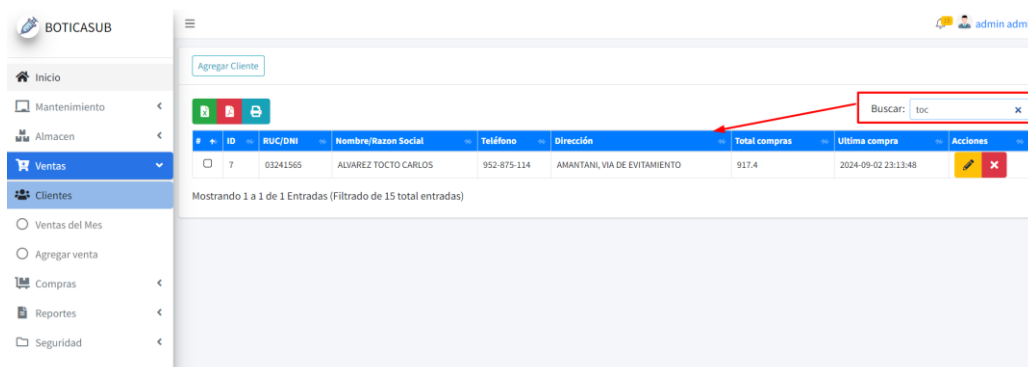 BOTICASUB
admin adm
Inicio
Mantenimiento
Almacen
Ventas
Clientes
Ventas del Mes
Agregar venta
Compras
Reportes
Seguridad
Agregar Cliente
Buscar: toc
# ID RUC/DNI Nombre/Razon Social Teléfono Dirección Total compras Ultima compra Acciones
7 03241565 ALVAREZ TOCTO CARLOS 952-875-114 AMANTANI, VIA DE EVITAMIENTO 917.4 2024-09-02 23:13:48
Mostrando 1 a 1 de 1 Entradas (Filtrado de 15 total entradas)